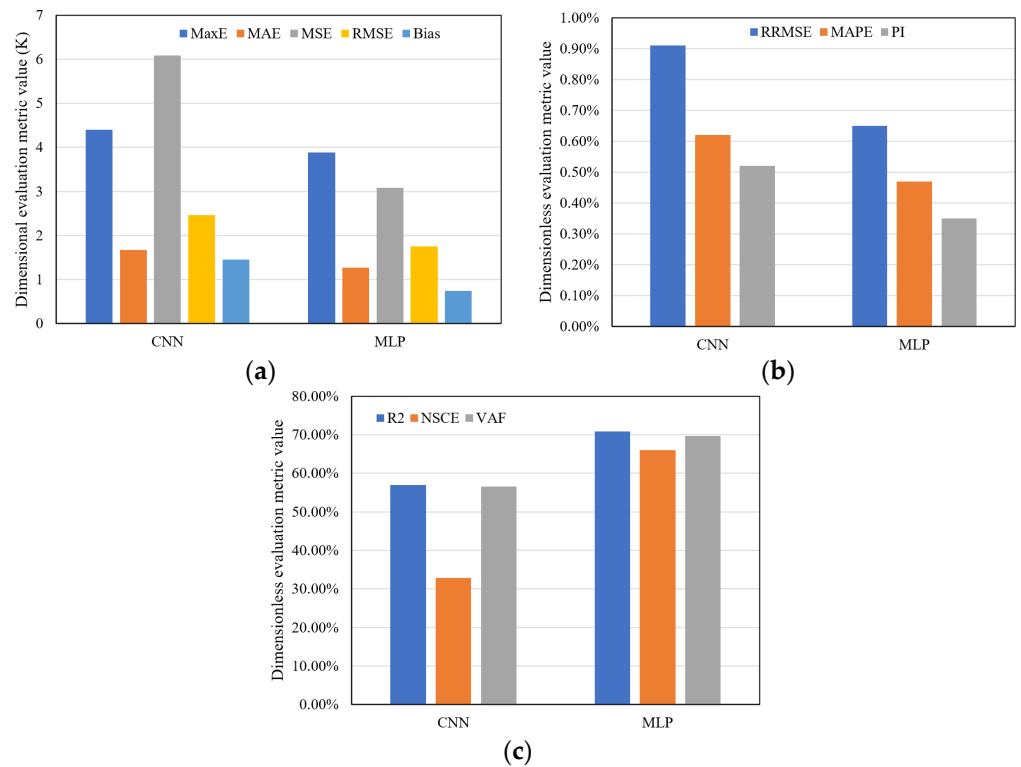 7
6
5
4
3
2
1
0
Dimensional evaluation metric value (K)
MaxE MAE MSE RMSE Bias
CNN MLP
(a)
1.00%
0.90%
0.80%
0.70%
0.60%
0.50%
0.40%
0.30%
0.20%
0.10%
0.00%
Dimensionless evaluation metric value
RRMSE MAPE PI
CNN MLP
(b)
80.00%
70.00%
60.00%
50.00%
40.00%
30.00%
20.00%
10.00%
0.00%
Dimensionless evaluation metric value
R2 NSCE VAF
CNN MLP
(c)